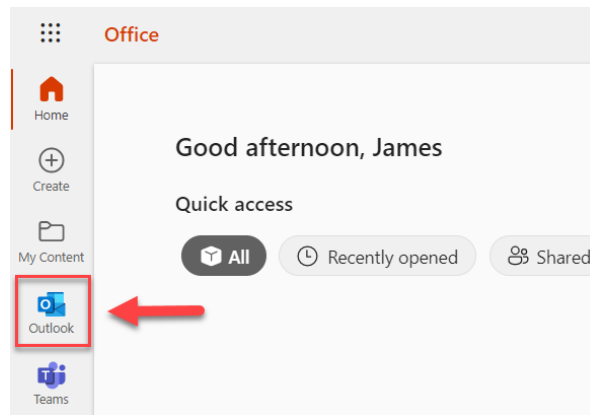 Office
Home
Good afternoon, James
Create
Quick access
My Content
All
Recently opened
Shared
Outlook
Teams